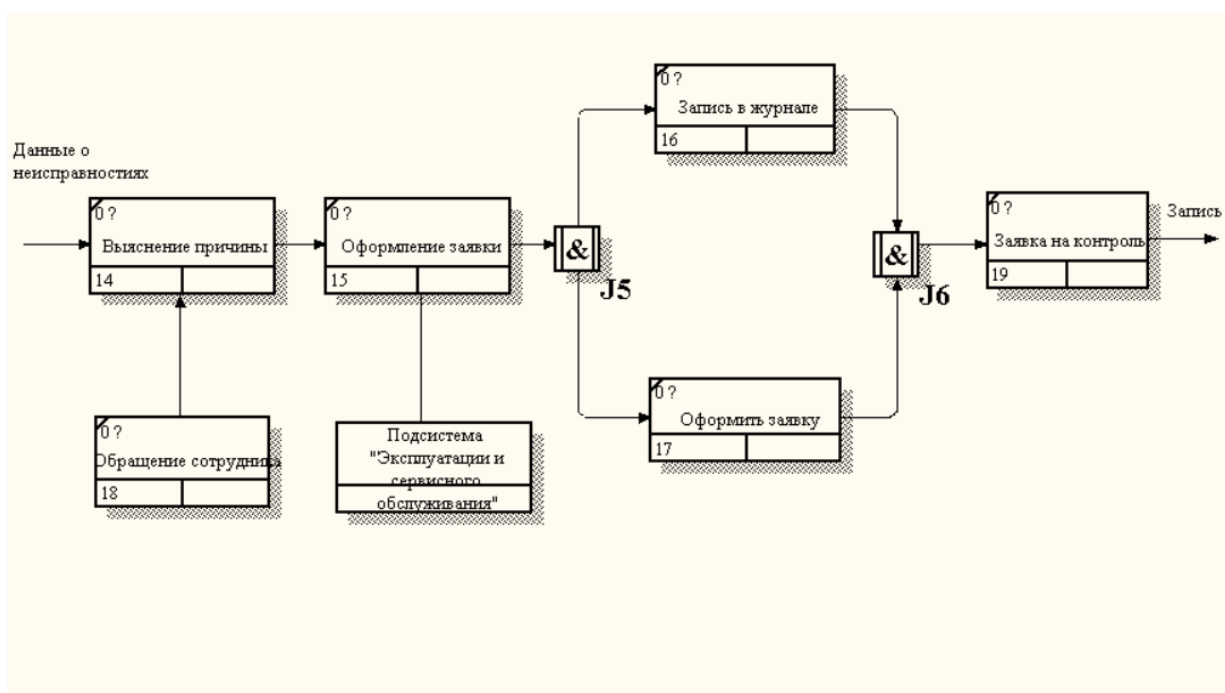 Данные о
неисправностях
0 ?
Выяснение причины
14
0 ?
Оформление заявки
15
&
J5
0 ?
Запись в журнале
16
0 ?
Оформить заявку
17
&
J6
0 ?
Заявка на контроль
19
Запись
0 ?
Обращение сотрудника
18
Подсистема
"Эксплуатации и
сервисного
обслуживания"